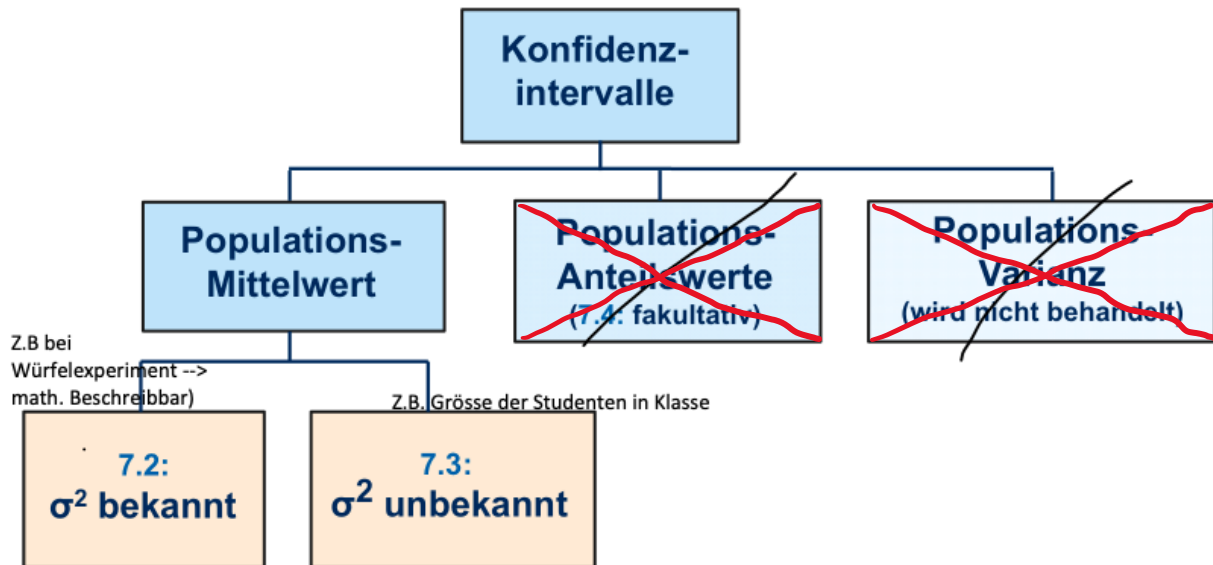 Konfidenz-
intervalle
Populations-
Mittelwert
Populations-
Anteilswerte
(7.4: fakultativ)
Populations-
Varianz
(wird nicht behandelt)
Z.B bei
Würfelexperiment -->
math. Beschreibbar)
Z.B. Grösse der Studenten in Klasse
7.2:
σ² bekannt
7.3:
σ² unbekannt